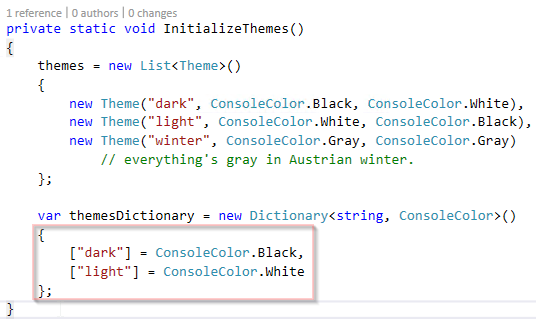 1 reference | 0 authors | 0 changes
private static void InitializeThemes()
{
    themes = new List<Theme>()
    {
        new Theme("dark", ConsoleColor.Black, ConsoleColor.White),
        new Theme("light", ConsoleColor.White, ConsoleColor.Black),
        new Theme("winter", ConsoleColor.Gray, ConsoleColor.Gray)
            // everything's gray in Austrian winter.
    };
    var themesDictionary = new Dictionary<string, ConsoleColor>()
    {
        ["dark"] = ConsoleColor.Black,
        ["light"] = ConsoleColor.White
    };
}